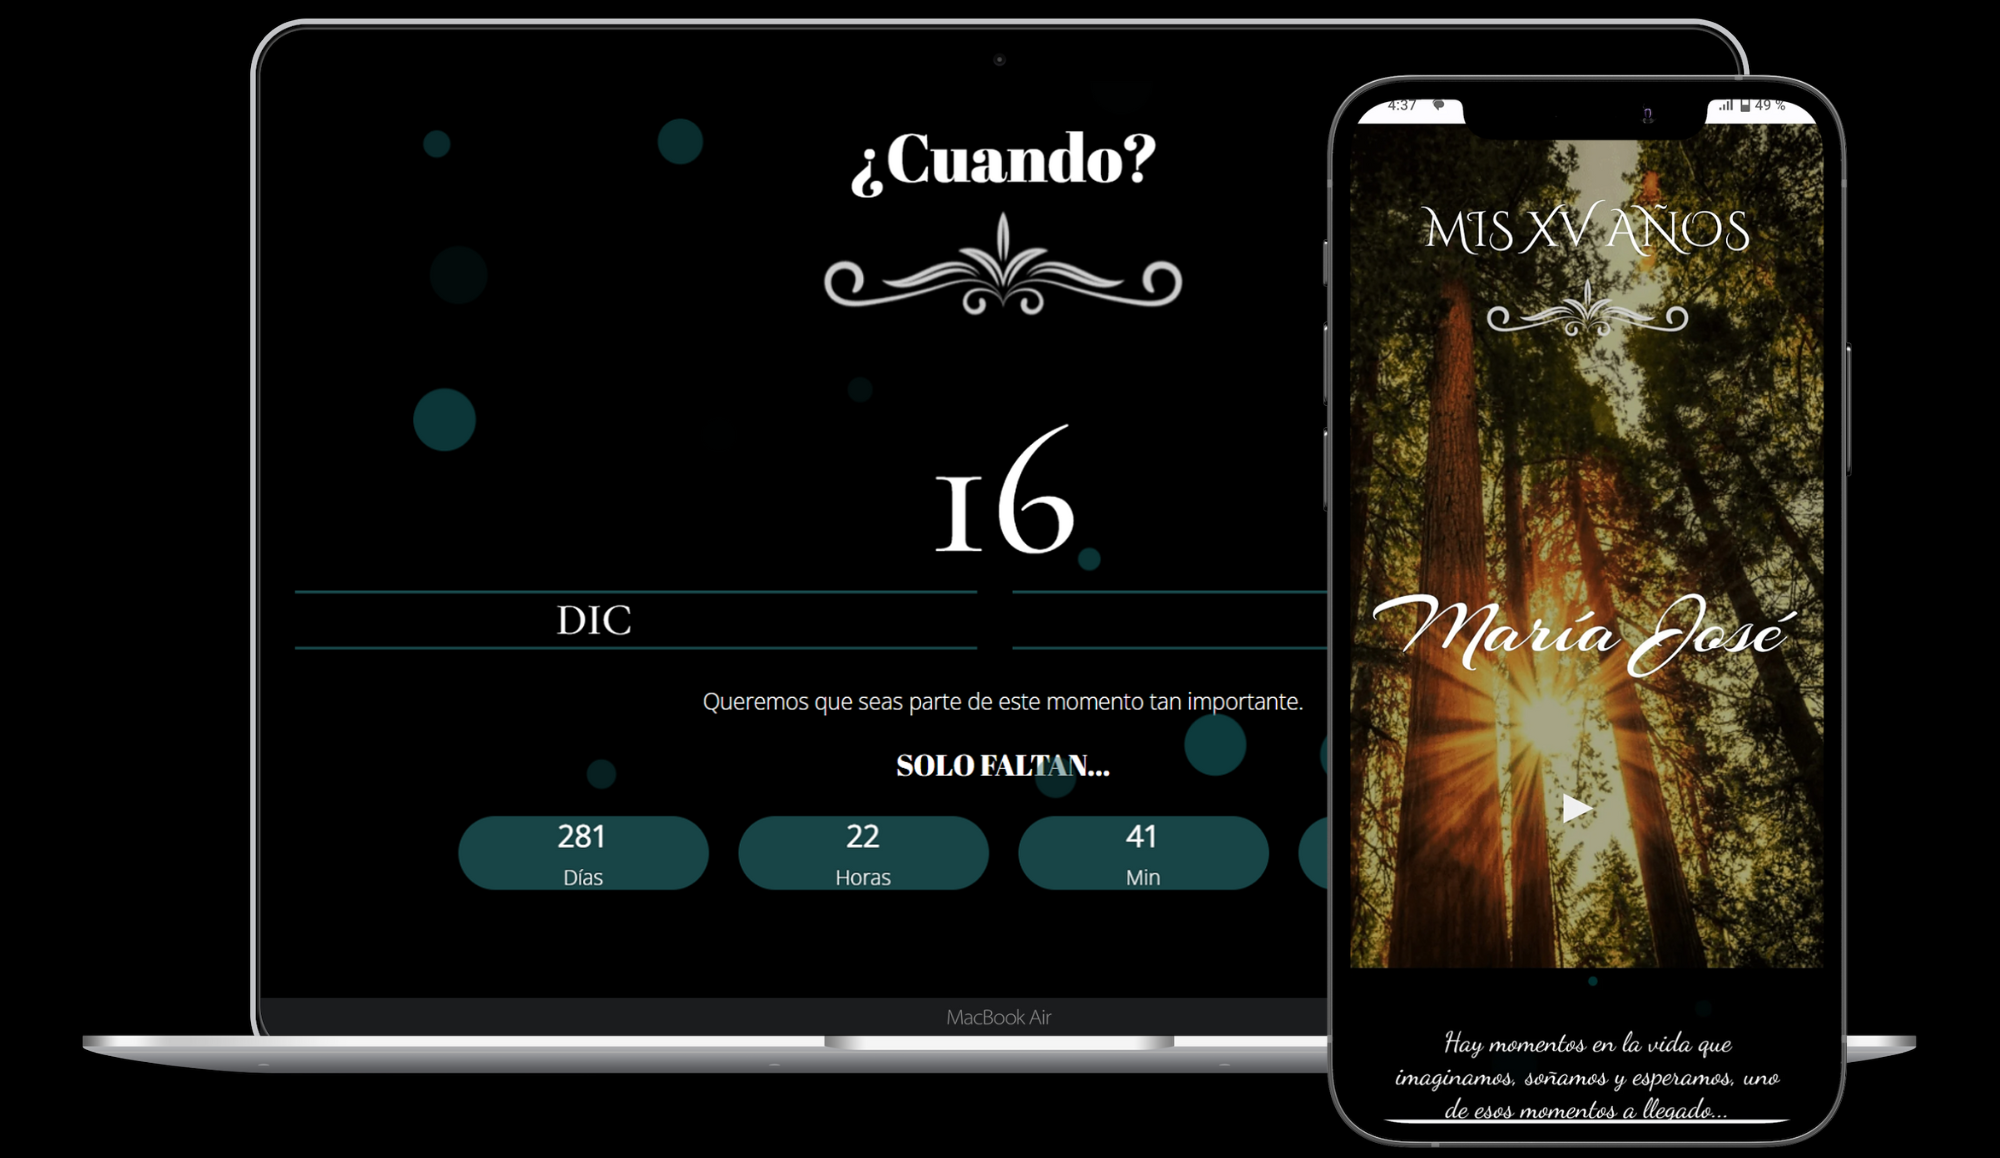 ¿Cuando?
16
DIC
Queremos que seas parte de este momento tan importante.
SOLO FALTAN...
281
Días
22
Horas
41
Min
MacBook Air
4:37
49 %
MIS XV AÑOS
María José
Hay momentos en la vida que
imaginamos, soñamos y esperamos, uno
de esos momentos a llegado...